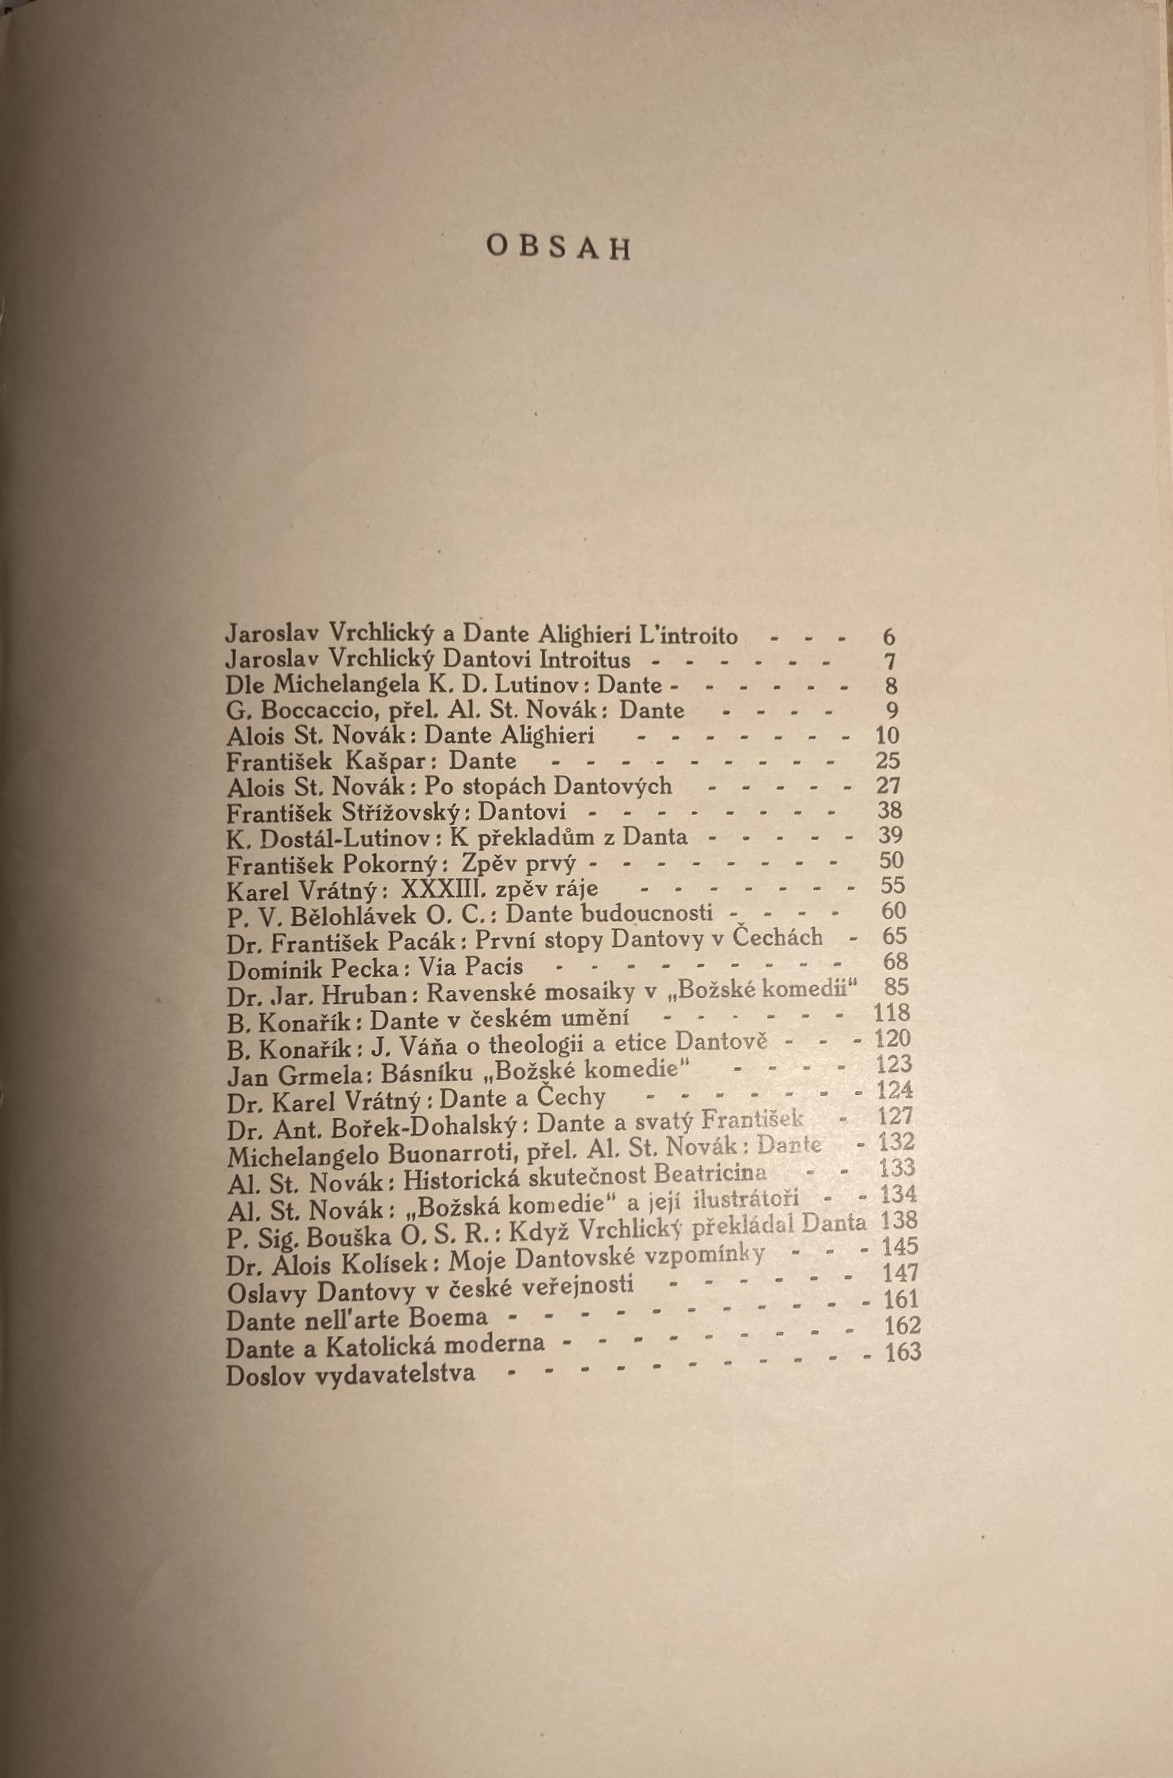 OBSAH
Jaroslav Vrchlický a Dante Alighieri L'introito - - - 6
Jaroslav Vrchlický Dantovi Introitus - - - - - - 7
Dle Michelangela K. D. Lutinov: Dante - - - - - - 8
G. Boccaccio, přel. Al. St. Novák: Dante - - - - 9
Alois St. Novák: Dante Alighieri - - - - - - - 10
František Kašpar: Dante - - - - - - - - - 25
Alois St. Novák: Po stopách Dantových - - - - - 27
František Střížovský: Dantovi - - - - - - - - 38
K. Dostál-Lutinov: K překladům z Danta - - - - - 39
František Pokorný: Zpěv prvý - - - - - - - - 50
Karel Vrátný: XXXIII. zpěv ráje - - - - - - - 55
P. V. Bělohlávek O. C.: Dante budoucnosti - - - - 60
Dr. František Pacák: První stopy Dantovy v Čechách - 65
Dominik Pecka: Via Pacis - - - - - - - - - 68
Dr. Jar. Hruban: Ravenské mosaiky v „Božské komedii“ 85
B. Konařík: Dante v českém umění - - - - - - 118
B. Konařík: J. Váňa o theologii a etice Dantově - - - 120
Jan Grmela: Básníku „Božské komedie“ - - - - 123
Dr. Karel Vrátný: Dante a Čechy - - - - - - - 124
Dr. Ant. Bořek-Dohalský: Dante a svatý František - 127
Michelangelo Buonarroti, přel. Al. St. Novák: Dante - 132
Al. St. Novák: Historická skutečnost Beatricina - - 133
Al. St. Novák: „Božská komedie“ a její ilustrátoři - - 134
P. Sig. Bouška O. S. R.: Když Vrchlický překládal Danta 138
Dr. Alois Kolísek: Moje Dantovské vzpomínky - - - 145
Oslavy Dantovy v české veřejnosti - - - - - - 147
Dante nell'arte Boema - - - - - - - - - - 161
Dante a Katolická moderna - - - - - - - - 162
Doslov vydavatelstva - - - - - - - - - - 163